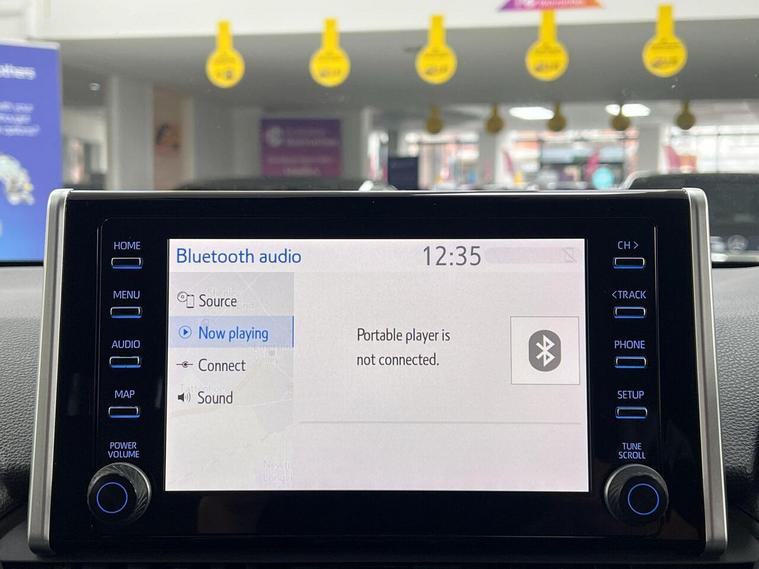 others
HOME
MENU
AUDIO
MAP
POWER
VOLUME
Bluetooth audio
12:35
Source
Now playing
Connect
Sound
Portable player is
not connected.
CH >
<TRACK
PHONE
SETUP
TUNE
SCROLL